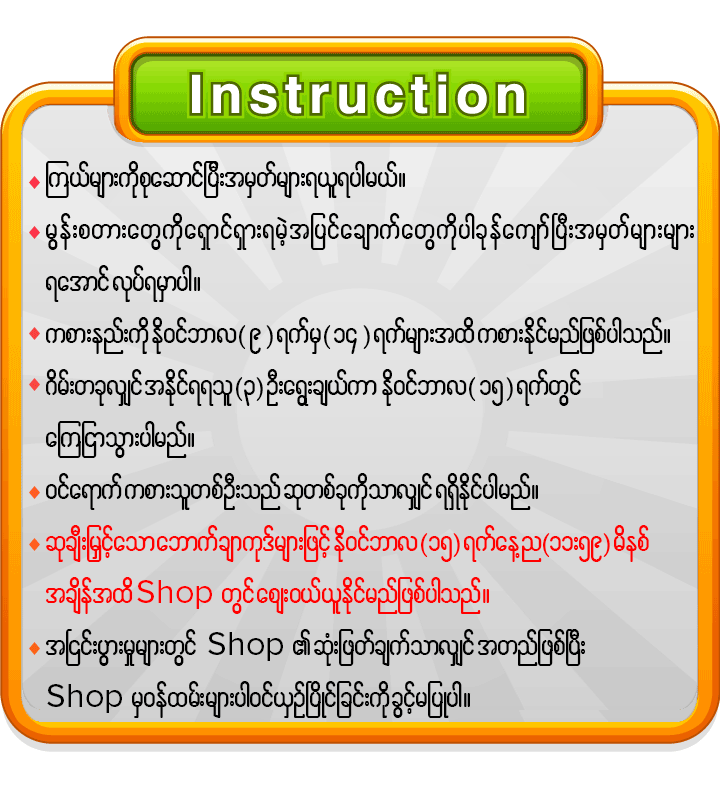 Instruction
ကြယ်များကိုစုဆောင်ပြီးအမှတ်များရယူရပါမယ်။
မွန်းစတားတွေကိုရှောင်ရှားရမဲ့အပြင်ချောက်တွေကိုပါခုန်ကျော်ပြီးအမှတ်များများ
ရအောင် လုပ်ရမှာပါ။
ကစားနည်းကို နိုဝင်ဘာလ(၉)ရက်မှ(၁၄)ရက်များအထိ ကစားနိုင်မည်ဖြစ်ပါသည်။
ဂိမ်းတခုလျှင် အနိုင်ရရသူ(၃)ဦးရွေးချယ်ကာ နိုဝင်ဘာလ(၁၅)ရက်တွင်
ကြေငြာသွားပါမည်။
ဝင်ရောက် ကစားသူတစ်ဦးသည် ဆုတစ်ခုကိုသာလျှင် ရရှိနိုင်ပါမည်။
ဆုချီးမြှင့်သောဘောက်ချာကုဒ်များဖြင့် နိုဝင်ဘာလ(၁၅)ရက်နေ့ည(၁၁း၅၉)မိနစ်
အချိန်အထိ Shop တွင်ဈေးဝယ်ယူနိုင်မည်ဖြစ်ပါသည်။
အငြင်းပွားမှုများတွင် Shop ၏ဆုံးဖြတ်ချက်သာလျှင် အတည်ဖြစ်ပြီး
Shop မှဝန်ထမ်းများပါဝင်ယှဉ်ပြိုင်ခြင်းကိုခွင့်မပြုပါ။